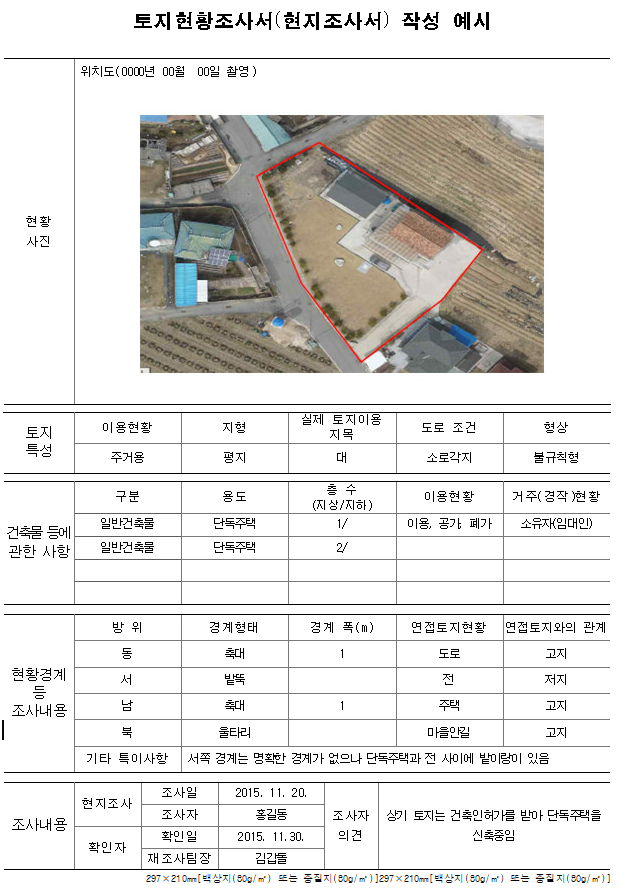 토지현황조사서(현지조사서) 작성 예시
위치도(0000년 00월 00일 촬영)
현황
사진
토지
특성
이용현황 지형 실제 토지이용
지목 도로 조건 형상
주거용 평지 대 소로각지 불규칙형
건축물 등에
관한 사항
구분 용도 층 수
(지상/지하) 이용현황 거주(경작)현황
일반건축물 단독주택 1/ 이용, 공가, 폐가 소유자(임대인)
일반건축물 단독주택 2/
현황경계
등
조사내용
방 위 경계형태 경계 폭(m) 연접토지현황 연접토지와의 관계
동 축대 1 도로 고지
서 밭뚝 전 저지
남 축대 1 주택 고지
북 울타리 마을안길 고지
기타 특이사항 서쪽 경계는 명확한 경계가 없으나 단독주택과 전 사이에 밭이랑이 있음
조사내용
현지조사 조사일 2015. 11. 20.
조사자 홍길동
확인자 확인일 2015. 11.30.
재조사팀장 김갑돌
조사자
의견
상기 토지는 건축인허가를 받아 단독주택을
신축중임
297×210㎜[백상지(80g/㎡) 또는 중질지(80g/㎡)]297×210㎜[백상지(80g/㎡) 또는 중질지(80g/㎡)]